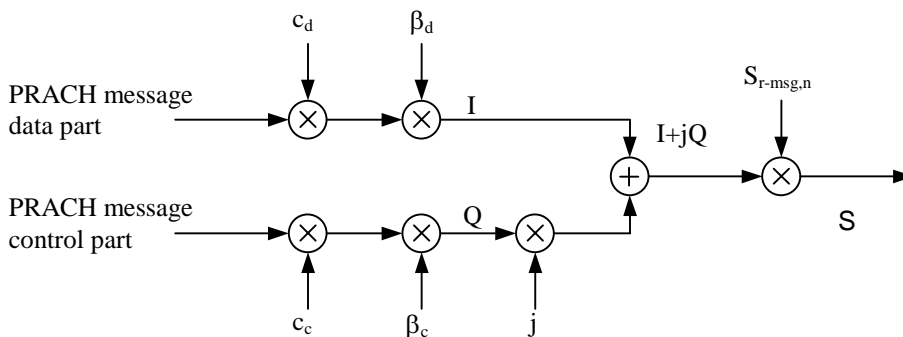 c_d
β_d
S_r-msg,n
PRACH message
data part
I
I+jQ
PRACH message
control part
Q
S
c_c
β_c
j